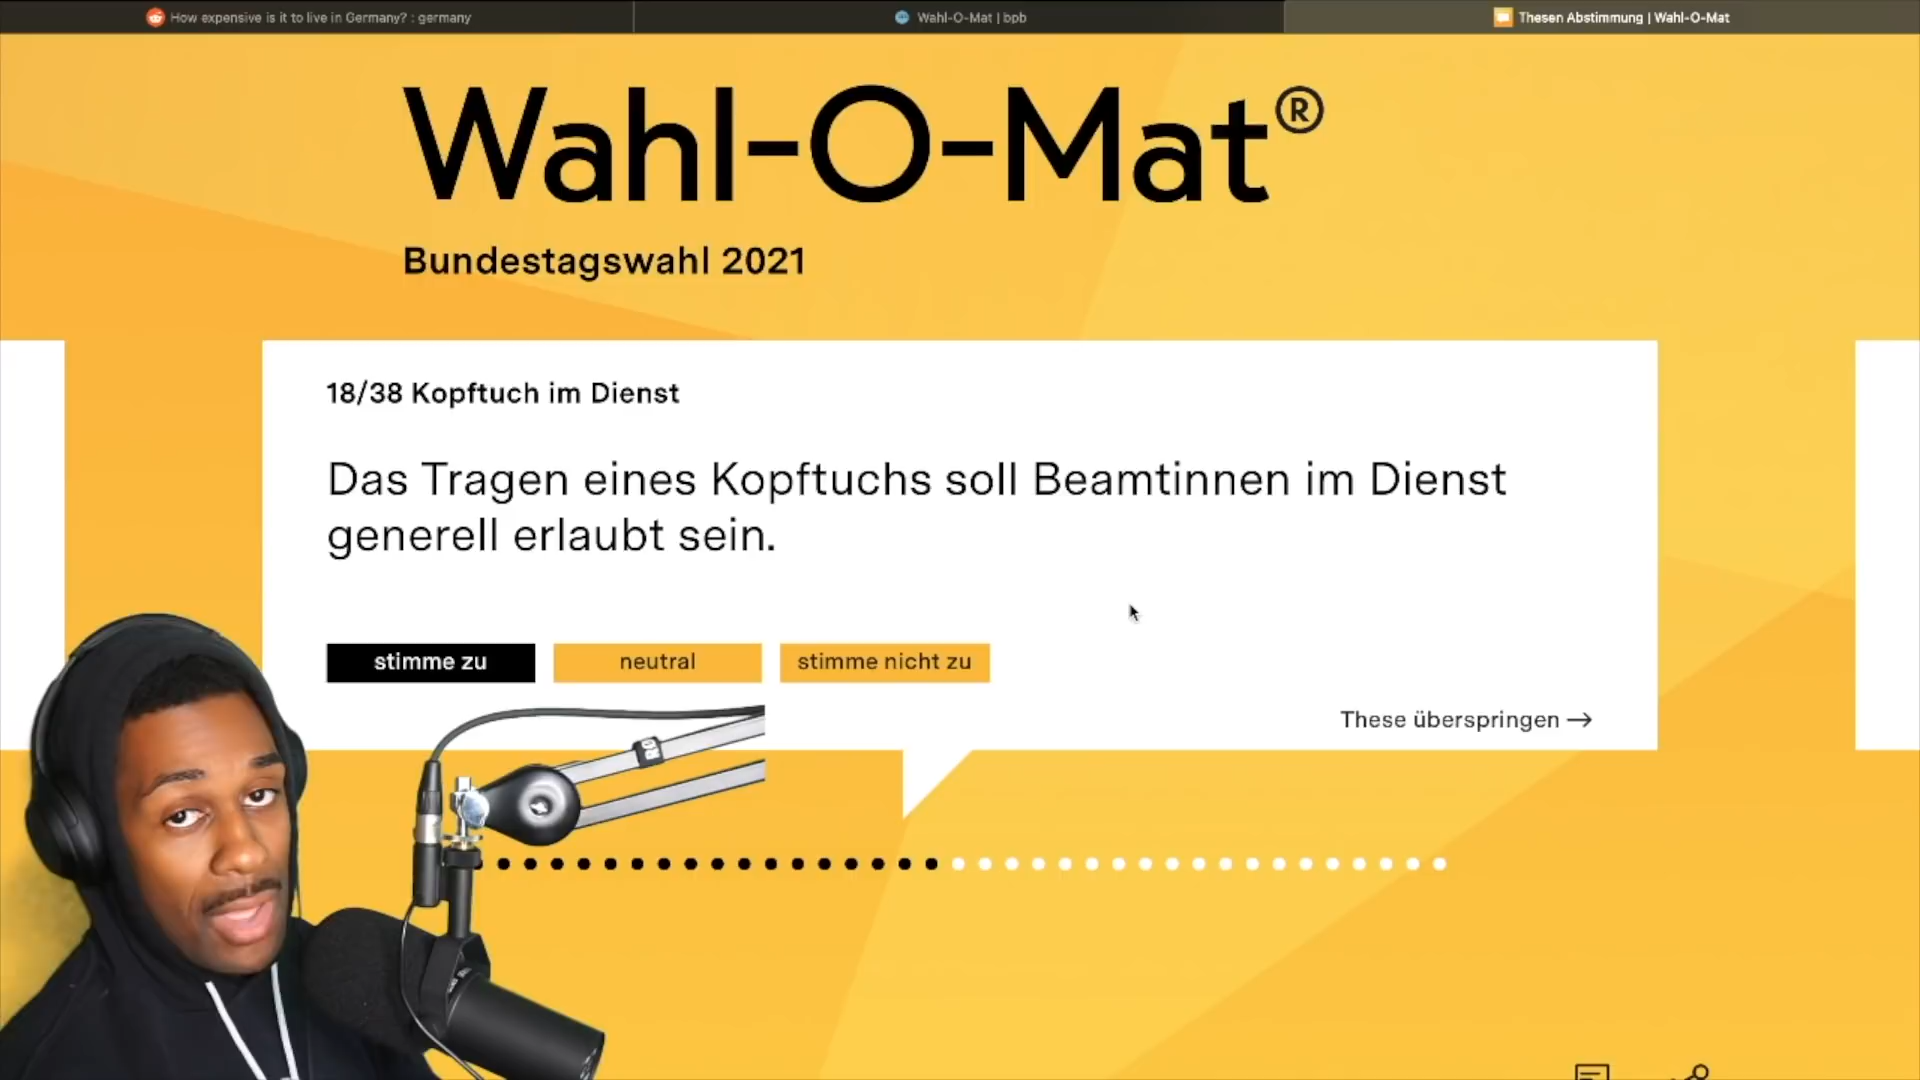 How expensive is it to live in Germany? : germany
Wahl-O-Mat | bpb
Thesen Abstimmung | Wahl-O-Mat
Wahl-O-Mat®
Bundestagswahl 2021
18/38 Kopftuch im Dienst
Das Tragen eines Kopftuchs soll Beamtinnen im Dienst
generell erlaubt sein.
stimme zu
neutral
stimme nicht zu
These überspringen →